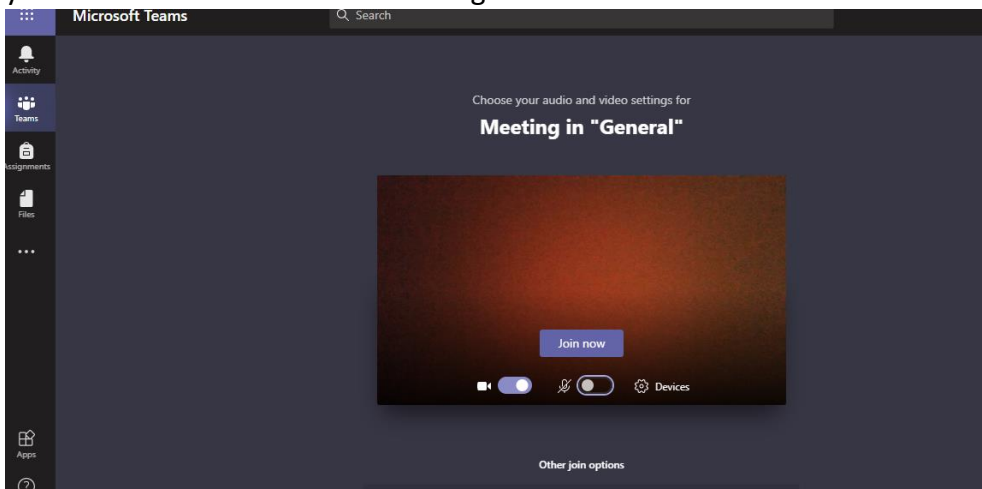 Microsoft Teams
Search
Activity
Teams
Assignments
Files
Choose your audio and video settings for
Meeting in "General"
Join now
Devices
Other join options
Apps